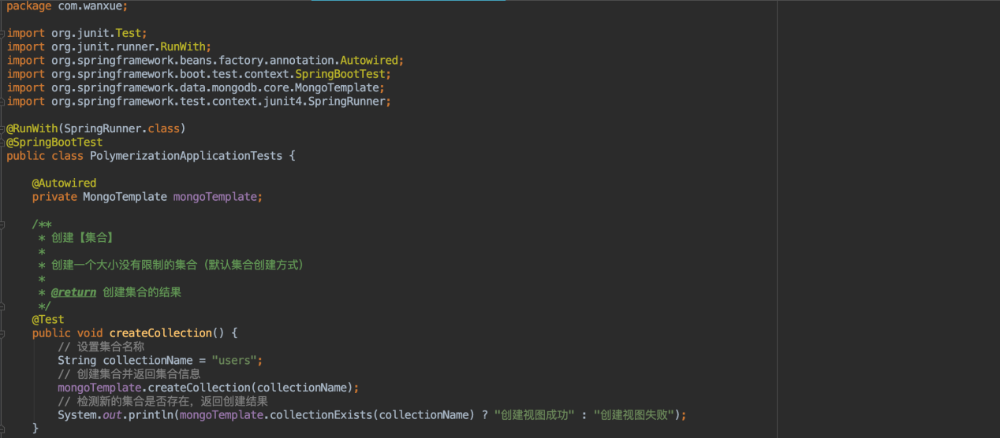 package com.wanxue;
import org.junit.Test;
import org.junit.runner.RunWith;
import org.springframework.beans.factory.annotation.Autowired;
import org.springframework.boot.test.context.SpringBootTest;
import org.springframework.data.mongodb.core.MongoTemplate;
import org.springframework.test.context.junit4.SpringRunner;
@RunWith(SpringRunner.class)
@SpringBootTest
public class PolymerizationApplicationTests {
@Autowired
private MongoTemplate mongoTemplate;
/**
* 创建【集合】
*
* 创建一个大小没有限制的集合（默认集合创建方式）
*
* @return 创建集合的结果
*/
@Test
public void createCollection() {
// 设置集合名称
String collectionName = "users";
// 创建集合并返回集合信息
mongoTemplate.createCollection(collectionName);
// 检测新的集合是否存在，返回创建结果
System.out.println(mongoTemplate.collectionExists(collectionName) ? "创建视图成功" : "创建视图失败");
}